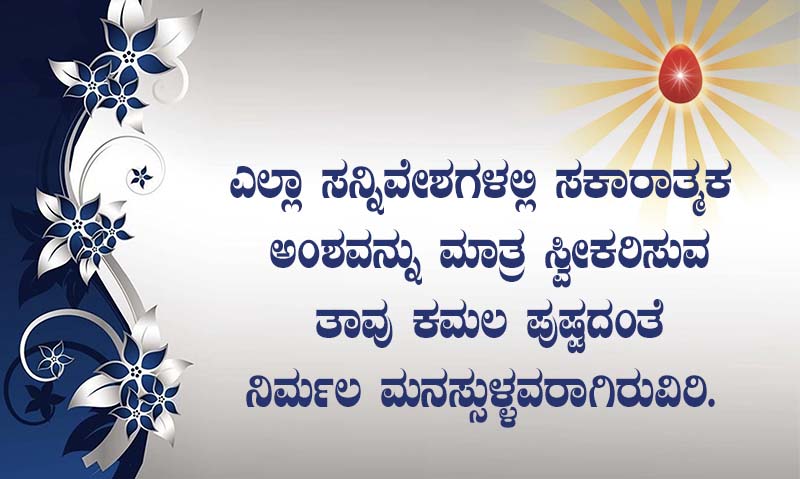 ಎಲ್ಲಾ ಸನ್ನಿವೇಶಗಳಲ್ಲಿ ಸಕಾರಾತ್ಮಕ
ಅಂಶವನ್ನು ಮಾತ್ರ ಸ್ವೀಕರಿಸುವ
ತಾವು ಕಮಲ ಪುಷ್ಪದಂತೆ
ನಿರ್ಮಲ ಮನಸ್ಸುಳ್ಳವರಾಗಿರುವಿರಿ.